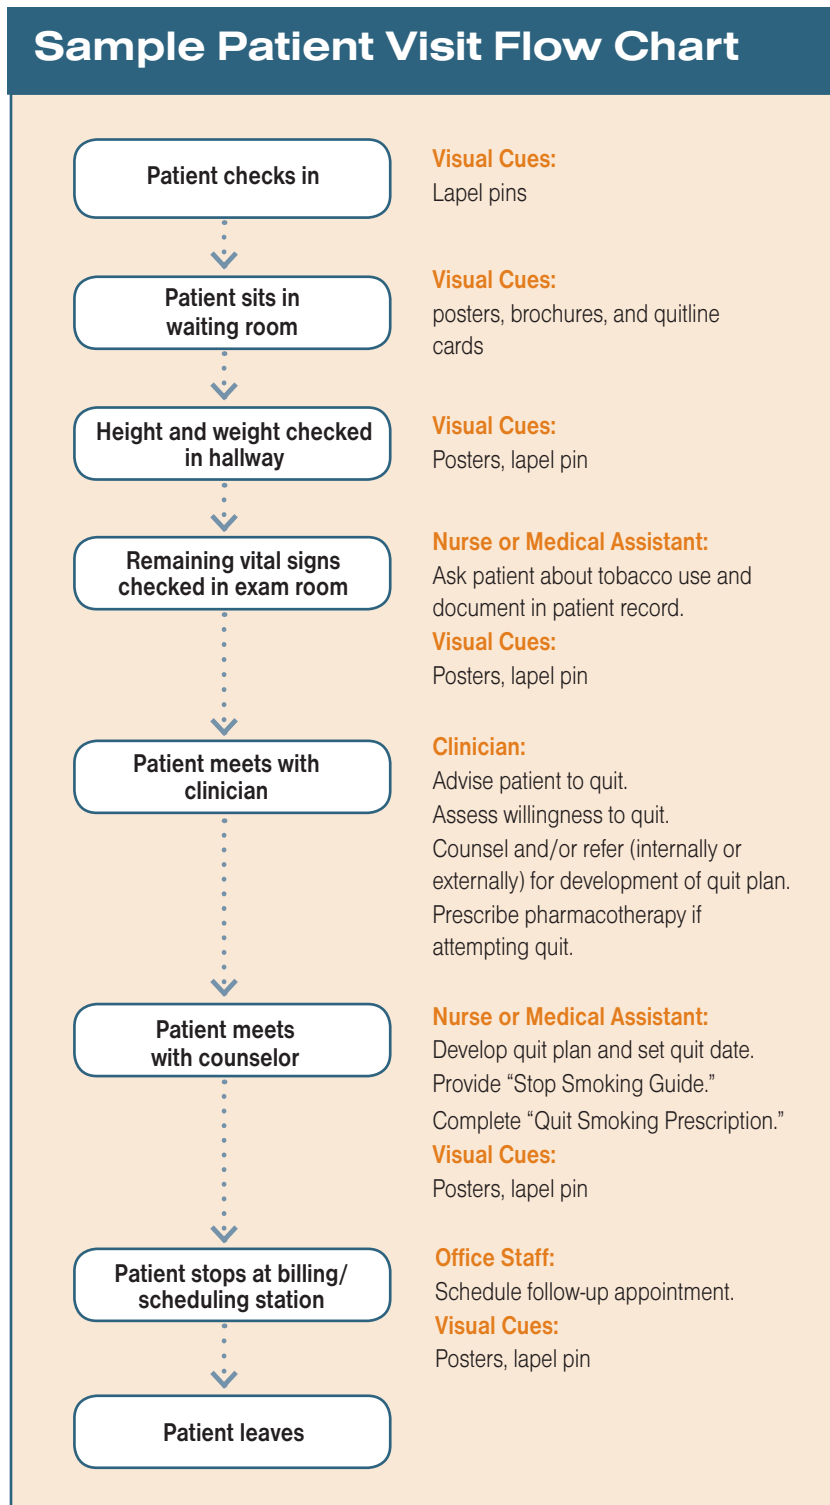 Sample Patient Visit Flow Chart
Patient checks in
Visual Cues:
Lapel pins
Patient sits in
waiting room
Visual Cues:
posters, brochures, and quitline
cards
Height and weight checked
in hallway
Visual Cues:
Posters, lapel pin
Remaining vital signs
checked in exam room
Nurse or Medical Assistant:
Ask patient about tobacco use and
document in patient record.
Visual Cues:
Posters, lapel pin
Patient meets with
clinician
Clinician:
Advise patient to quit.
Assess willingness to quit.
Counsel and/or refer (internally or
externally) for development of quit plan.
Prescribe pharmacotherapy if
attempting quit.
Patient meets
with counselor
Nurse or Medical Assistant:
Develop quit plan and set quit date.
Provide “Stop Smoking Guide.”
Complete “Quit Smoking Prescription.”
Visual Cues:
Posters, lapel pin
Patient stops at billing/
scheduling station
Office Staff:
Schedule follow-up appointment.
Visual Cues:
Posters, lapel pin
Patient leaves